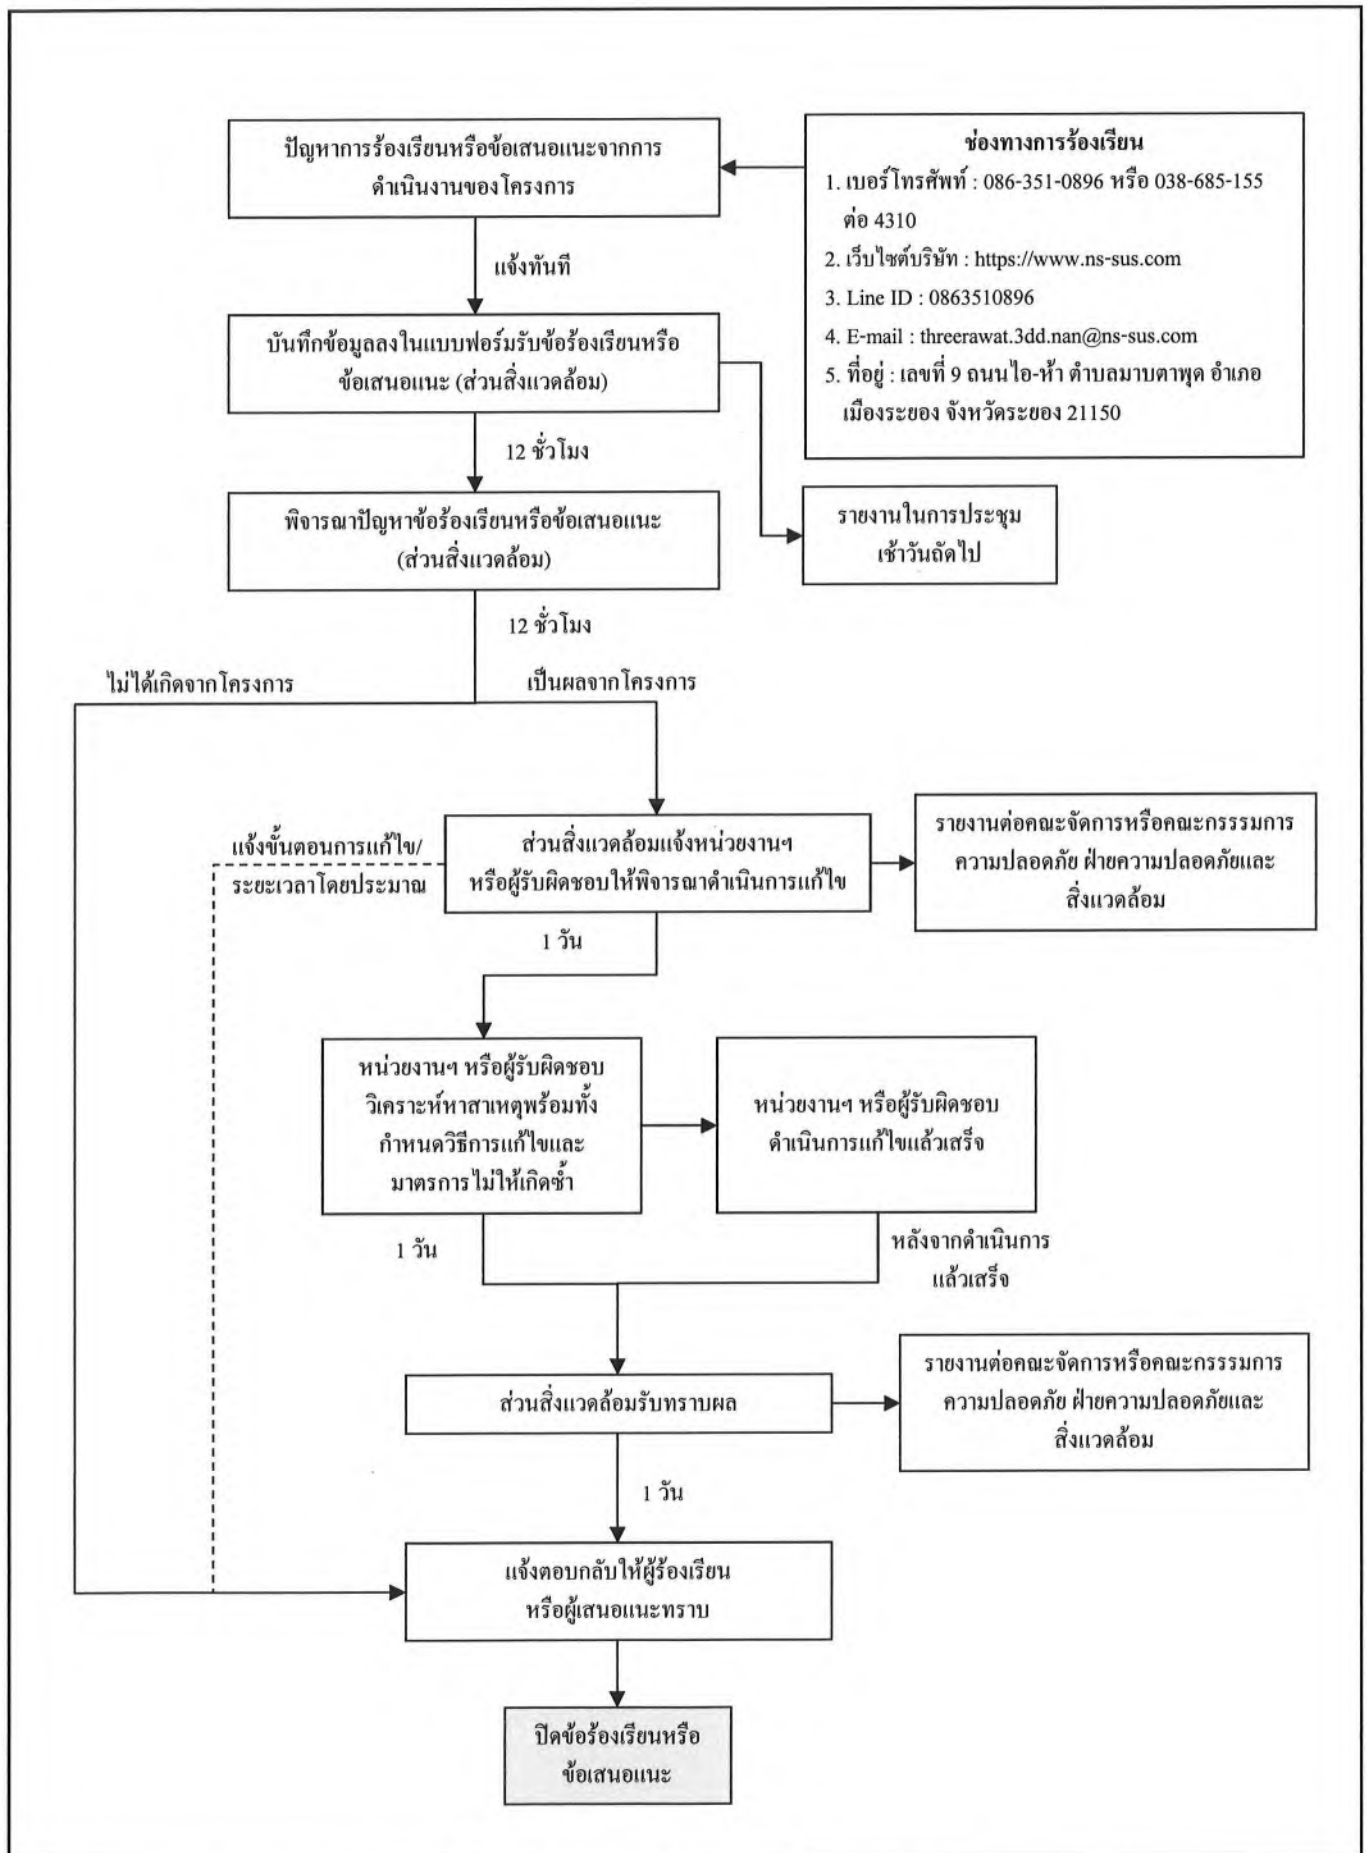 ปัญหาการร้องเรียนหรือข้อเสนอแนะจากการ
ดำเนินงานของโครงการ
ช่องทางการร้องเรียน
1. เบอร์โทรศัพท์ : 086-351-0896 หรือ 038-685-155
ต่อ 4310
2. เว็บไซต์บริษัท : https://www.ns-sus.com
3. Line ID : 0863510896
4. E-mail : threerawat.3dd.nan@ns-sus.com
5. ที่อยู่ : เลขที่ 9 ถนนไอ-ห้า ตำบลมาบตาพุด อำเภอ
เมืองระยอง จังหวัดระยอง 21150
แจ้งทันที
บันทึกข้อมูลลงในแบบฟอร์มรับข้อร้องเรียนหรือ
ข้อเสนอแนะ (ส่วนสิ่งแวดล้อม)
12 ชั่วโมง
พิจารณาปัญหาข้อร้องเรียนหรือข้อเสนอแนะ
(ส่วนสิ่งแวดล้อม)
รายงานในการประชุม
เช้าวันถัดไป
12 ชั่วโมง
ไม่ได้เกิดจากโครงการ
เป็นผลจากโครงการ
แจ้งขั้นตอนการแก้ไข/
ระยะเวลาโดยประมาณ
ส่วนสิ่งแวดล้อมแจ้งหน่วยงานฯ
หรือผู้รับผิดชอบให้พิจารณาดำเนินการแก้ไข
รายงานต่อคณะจัดการหรือคณะกรรรมการ
ความปลอดภัย ฝ่ายความปลอดภัยและ
สิ่งแวดล้อม
1 วัน
หน่วยงานฯ หรือผู้รับผิดชอบ
วิเคราะห์หาสาเหตุพร้อมทั้ง
กำหนดวิธีการแก้ไขและ
มาตรการไม่ให้เกิดซ้ำ
หน่วยงานฯ หรือผู้รับผิดชอบ
ดำเนินการแก้ไขแล้วเสร็จ
1 วัน
หลังจากดำเนินการ
แล้วเสร็จ
ส่วนสิ่งแวดล้อมรับทราบผล
รายงานต่อคณะจัดการหรือคณะกรรรมการ
ความปลอดภัย ฝ่ายความปลอดภัยและ
สิ่งแวดล้อม
1 วัน
แจ้งตอบกลับให้ผู้ร้องเรียน
หรือผู้เสนอแนะทราบ
ปิดข้อร้องเรียนหรือ
ข้อเสนอแนะ